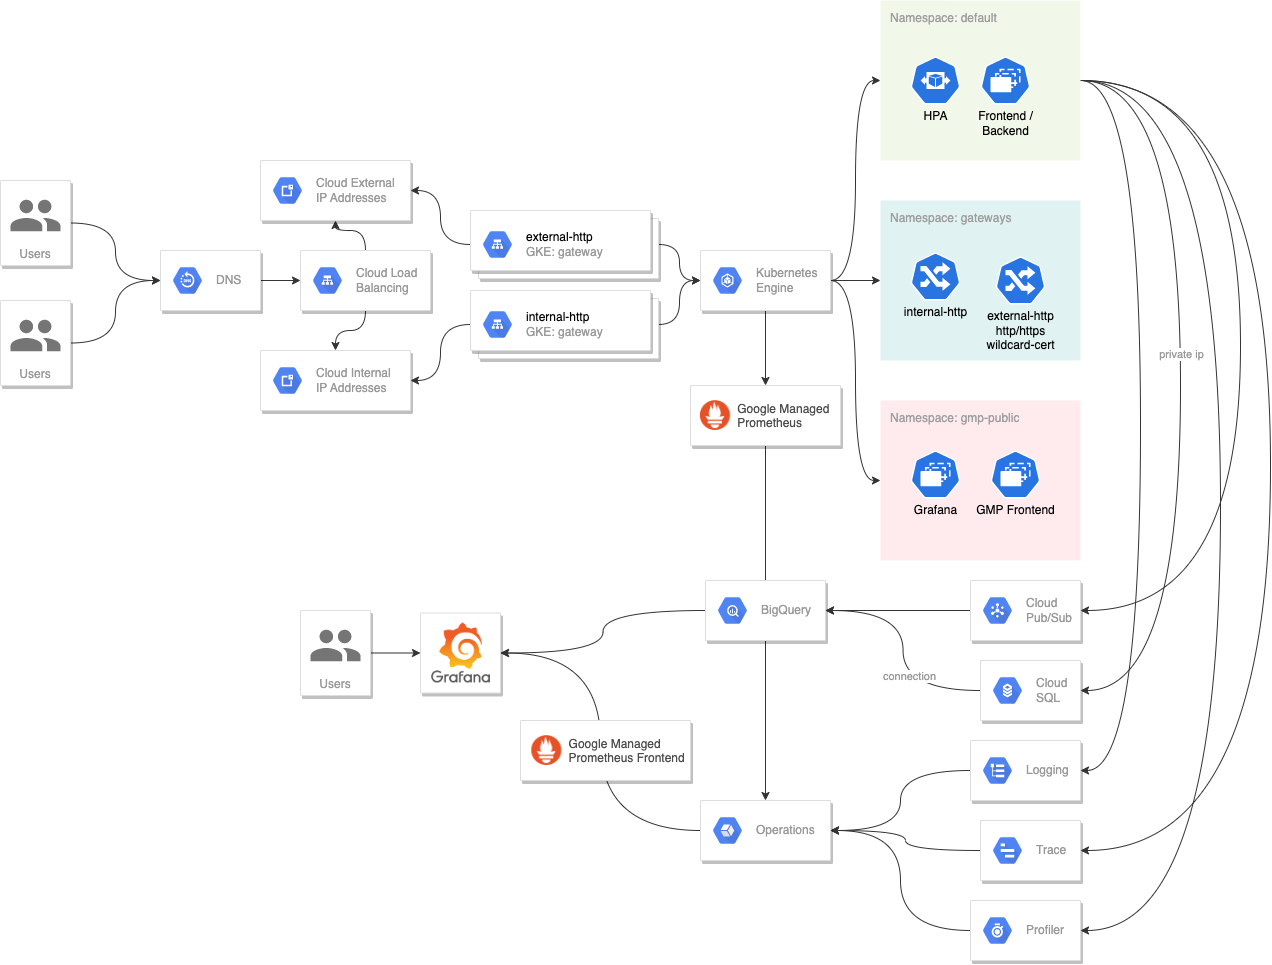 Namespace: default
HPA
Frontend /
Backend
Users
Users
DNS
Cloud External
IP Addresses
Cloud Load
Balancing
Cloud Internal
IP Addresses
external-http
GKE: gateway
internal-http
GKE: gateway
Kubernetes
Engine
Namespace: gateways
internal-http
external-http
http/https
wildcard-cert
private ip
Google Managed
Prometheus
Namespace: gmp-public
Grafana
GMP Frontend
Users
Grafana
BigQuery
Cloud
Pub/Sub
connection
Cloud
SQL
Google Managed
Prometheus Frontend
Operations
Logging
Trace
Profiler